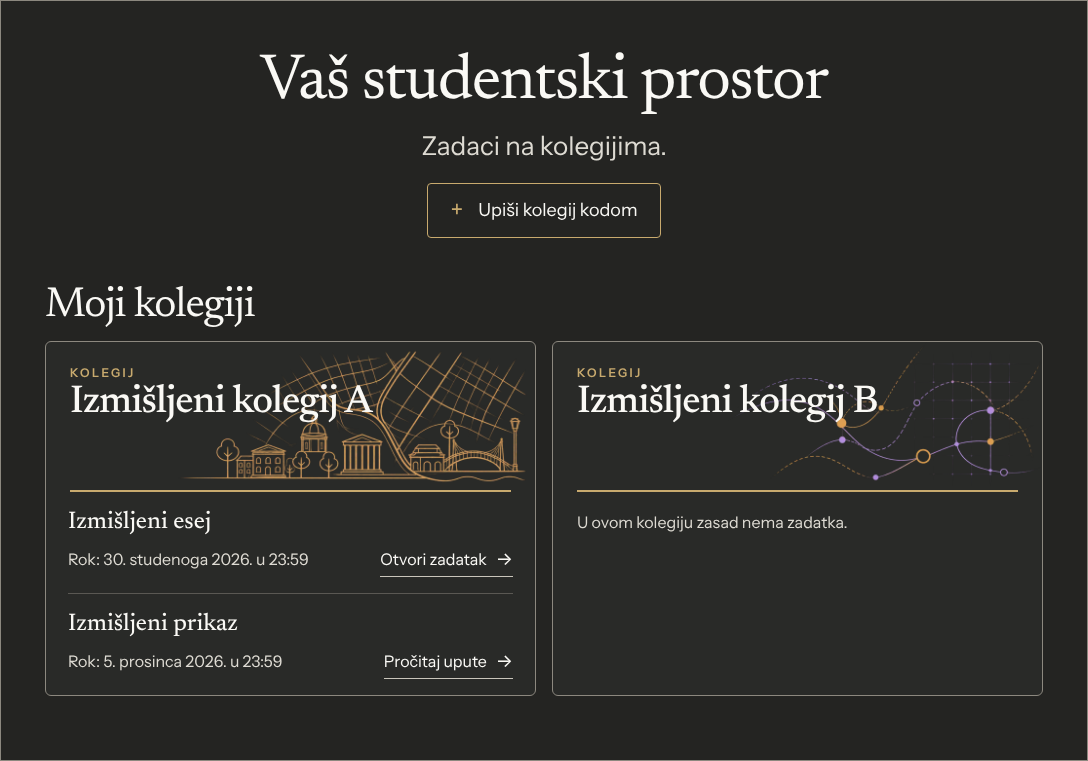 Vaš studentski prostor
Zadaci na kolegijima.
+ Upiši kolegij kodom
Moji kolegiji
KOLEGIJ
Izmišljeni kolegij A
Izmišljeni esej
Rok: 30. studenoga 2026. u 23:59
Otvori zadatak →
Izmišljeni prikaz
Rok: 5. prosinca 2026. u 23:59
Pročitaj upute →
KOLEGIJ
Izmišljeni kolegij B
U ovom kolegiju zasad nema zadatka.